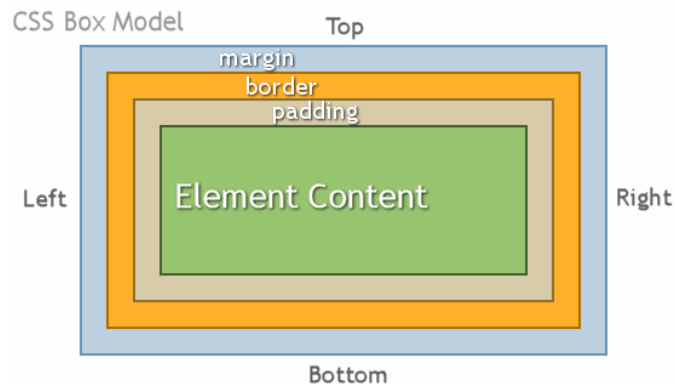 CSS Box Model
Top
margin
border
padding
Left
Element Content
Right
Bottom